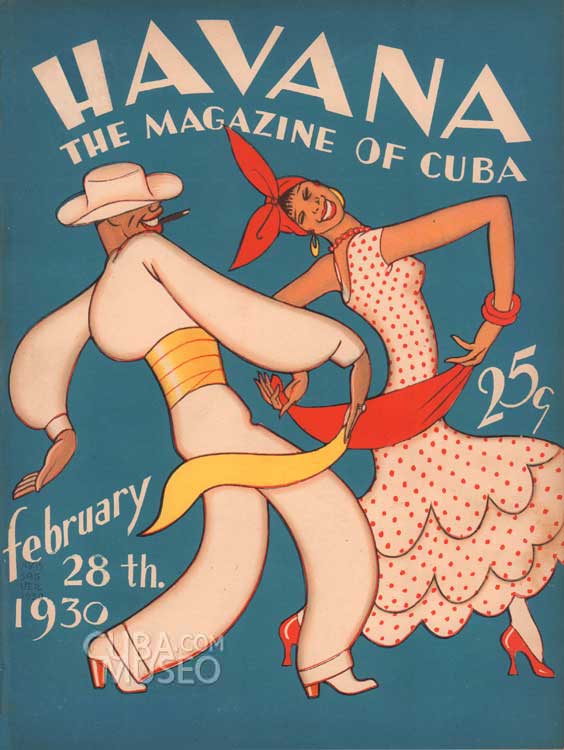 HAVANA
THE MAGAZINE OF CUBA
25¢
february
28 th.
1930
CUBA.COM
MUSEO